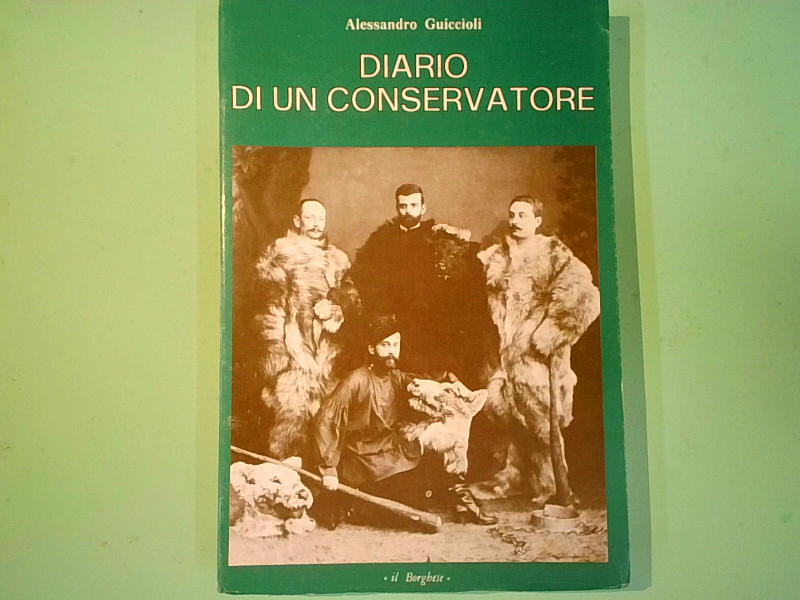 Alessandro Guiccioli
DIARIO
DI UN CONSERVATORE
• il Borghese •